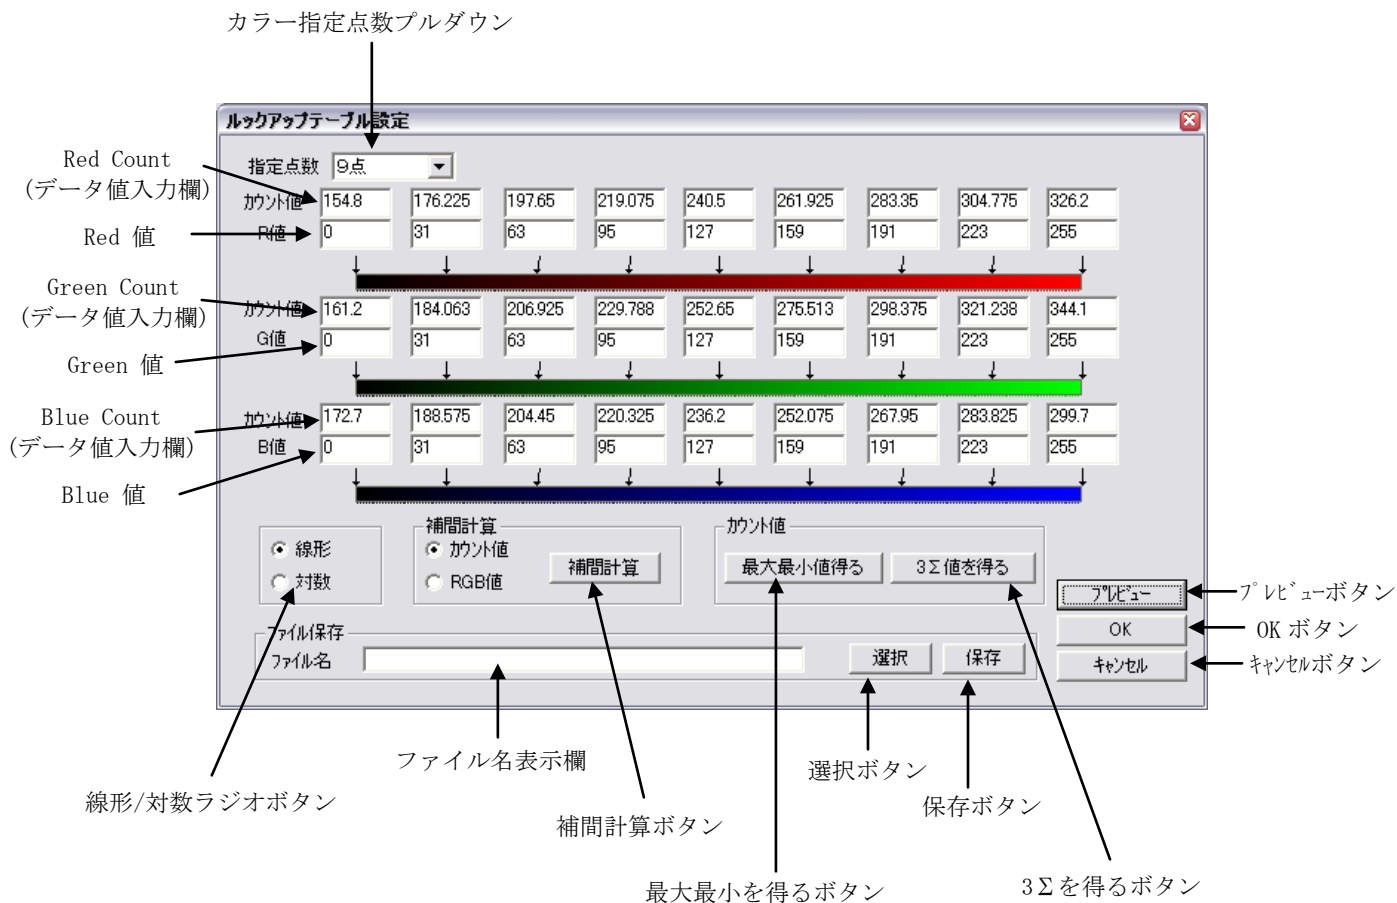 カラー指定点数プルダウン
ルックアップテーブル設定
Red Count
(データ値入力欄)
指定点数 9点
カウント値 154.8 176.225 197.65 219.075 240.5 261.925 283.35 304.775 326.2
Red 値
R値 0 31 63 95 127 159 191 223 255
Green Count
(データ値入力欄)
カウント値 161.2 184.063 206.925 229.788 252.65 275.513 298.375 321.238 344.1
G値 0 31 63 95 127 159 191 223 255
Green 値
Blue Count
(データ値入力欄)
カウント値 172.7 188.575 204.45 220.325 236.2 252.075 267.95 283.825 299.7
B値 0 31 63 95 127 159 191 223 255
Blue 値
線形
対数
補間計算
カウント値
RGB値
補間計算
カウント値
最大最小値得る 3Σ値を得る
プレビュー
プレビューボタン
OK
OK ボタン
キャンセル
キャンセルボタン
ファイル保存
ファイル名
選択 保存
ファイル名表示欄
選択ボタン
線形/対数ラジオボタン
保存ボタン
補間計算ボタン
最大最小を得るボタン
3Σを得るボタン